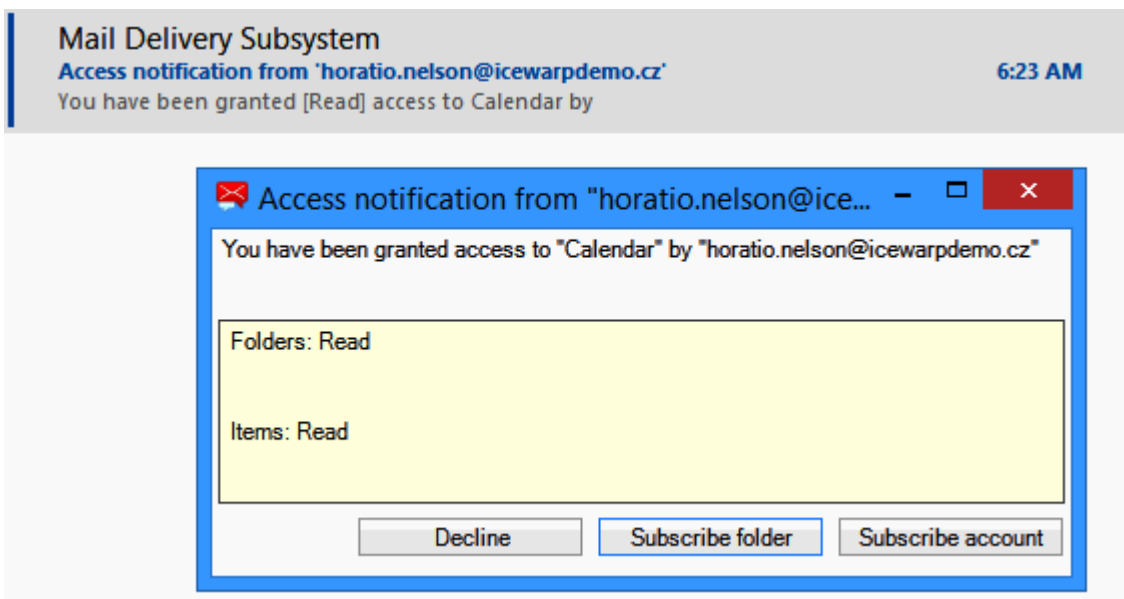 Mail Delivery Subsystem
Access notification from 'horatio.nelson@icewarpdemo.cz' 6:23 AM
You have been granted [Read] access to Calendar by
Access notification from "horatio.nelson@ice...
You have been granted access to "Calendar" by "horatio.nelson@icewarpdemo.cz"
Folders: Read
Items: Read
Decline Subscribe folder Subscribe account